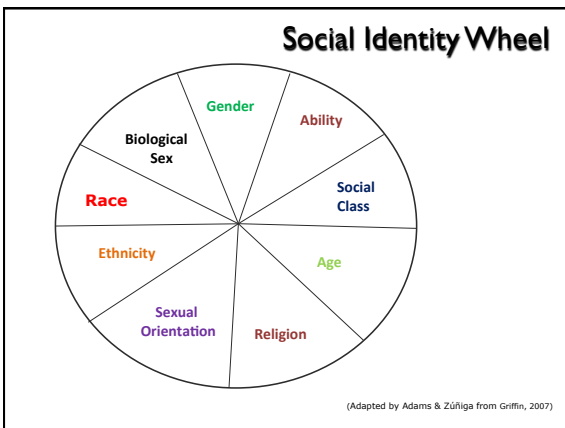 Social Identity Wheel
Gender
Ability
Biological
Sex
Social
Class
Race
Ethnicity
Age
Sexual
Orientation
Religion
(Adapted by Adams & Zúñiga from Griffin, 2007)